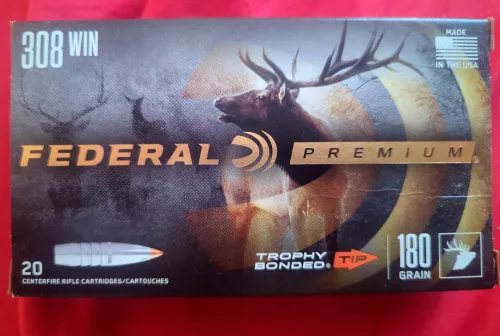 308 WIN
MADE
IN THE USA
FEDERAL PREMIUM
20
CENTERFIRE RIFLE CARTRIDGES/CARTOUCHES
TROPHY
BONDED® TIP
180
GRAIN